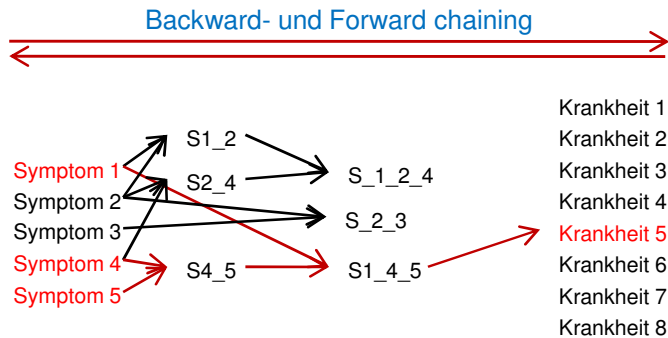 Backward- und Forward chaining
Symptom 1
Symptom 2
Symptom 3
Symptom 4
Symptom 5
S1_2
S2_4
S4_5
S_1_2_4
S_2_3
S1_4_5
Krankheit 1
Krankheit 2
Krankheit 3
Krankheit 4
Krankheit 5
Krankheit 6
Krankheit 7
Krankheit 8